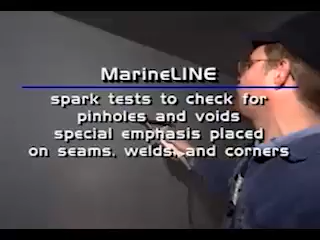 MarineLINE
spark tests to check for
pinholes and voids
special emphasis placed
on seams, welds, and corners